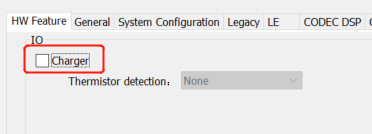 HW Feature General System Configuration Legacy LE CODEC DSP
IO
Charger
Thermistor detection: None